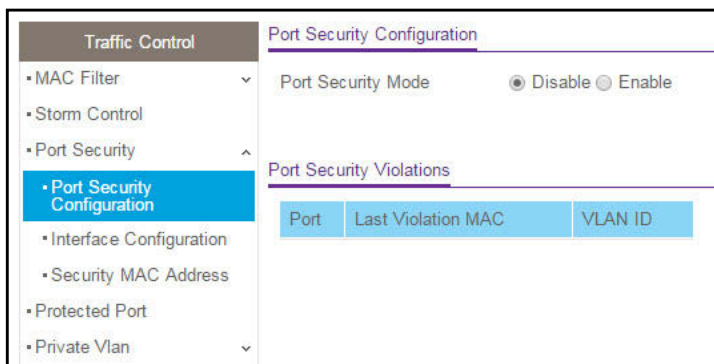 Traffic Control
MAC Filter
Storm Control
Port Security
Port Security
Configuration
Interface Configuration
Security MAC Address
Protected Port
Private Vlan
Port Security Configuration
Port Security Mode Disable Enable
Port Security Violations
Port Last Violation MAC VLAN ID